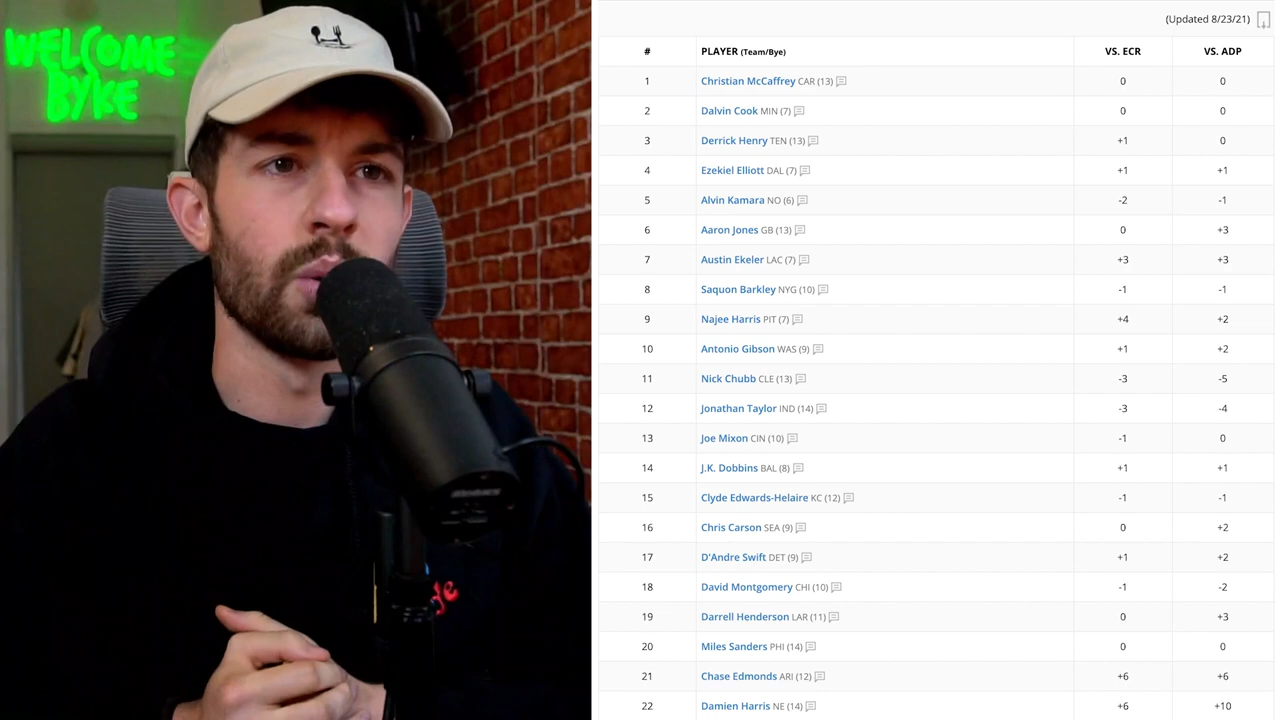 WELCOME
BYKE
ye
(Updated 8/23/21)
# PLAYER (Team/Bye) VS. ECR VS. ADP
1 Christian McCaffrey CAR (13) 0 0
2 Dalvin Cook MIN (7) 0 0
3 Derrick Henry TEN (13) +1 0
4 Ezekiel Elliott DAL (7) +1 +1
5 Alvin Kamara NO (6) -2 -1
6 Aaron Jones GB (13) 0 +3
7 Austin Ekeler LAC (7) +3 +3
8 Saquon Barkley NYG (10) -1 -1
9 Najee Harris PIT (7) +4 +2
10 Antonio Gibson WAS (9) +1 +2
11 Nick Chubb CLE (13) -3 -5
12 Jonathan Taylor IND (14) -3 -4
13 Joe Mixon CIN (10) -1 0
14 J.K. Dobbins BAL (8) +1 +1
15 Clyde Edwards-Helaire KC (12) -1 -1
16 Chris Carson SEA (9) 0 +2
17 D'Andre Swift DET (9) +1 +2
18 David Montgomery CHI (10) -1 -2
19 Darrell Henderson LAR (11) 0 +3
20 Miles Sanders PHI (14) 0 0
21 Chase Edmonds ARI (12) +6 +6
22 Damien Harris NE (14) +6 +10